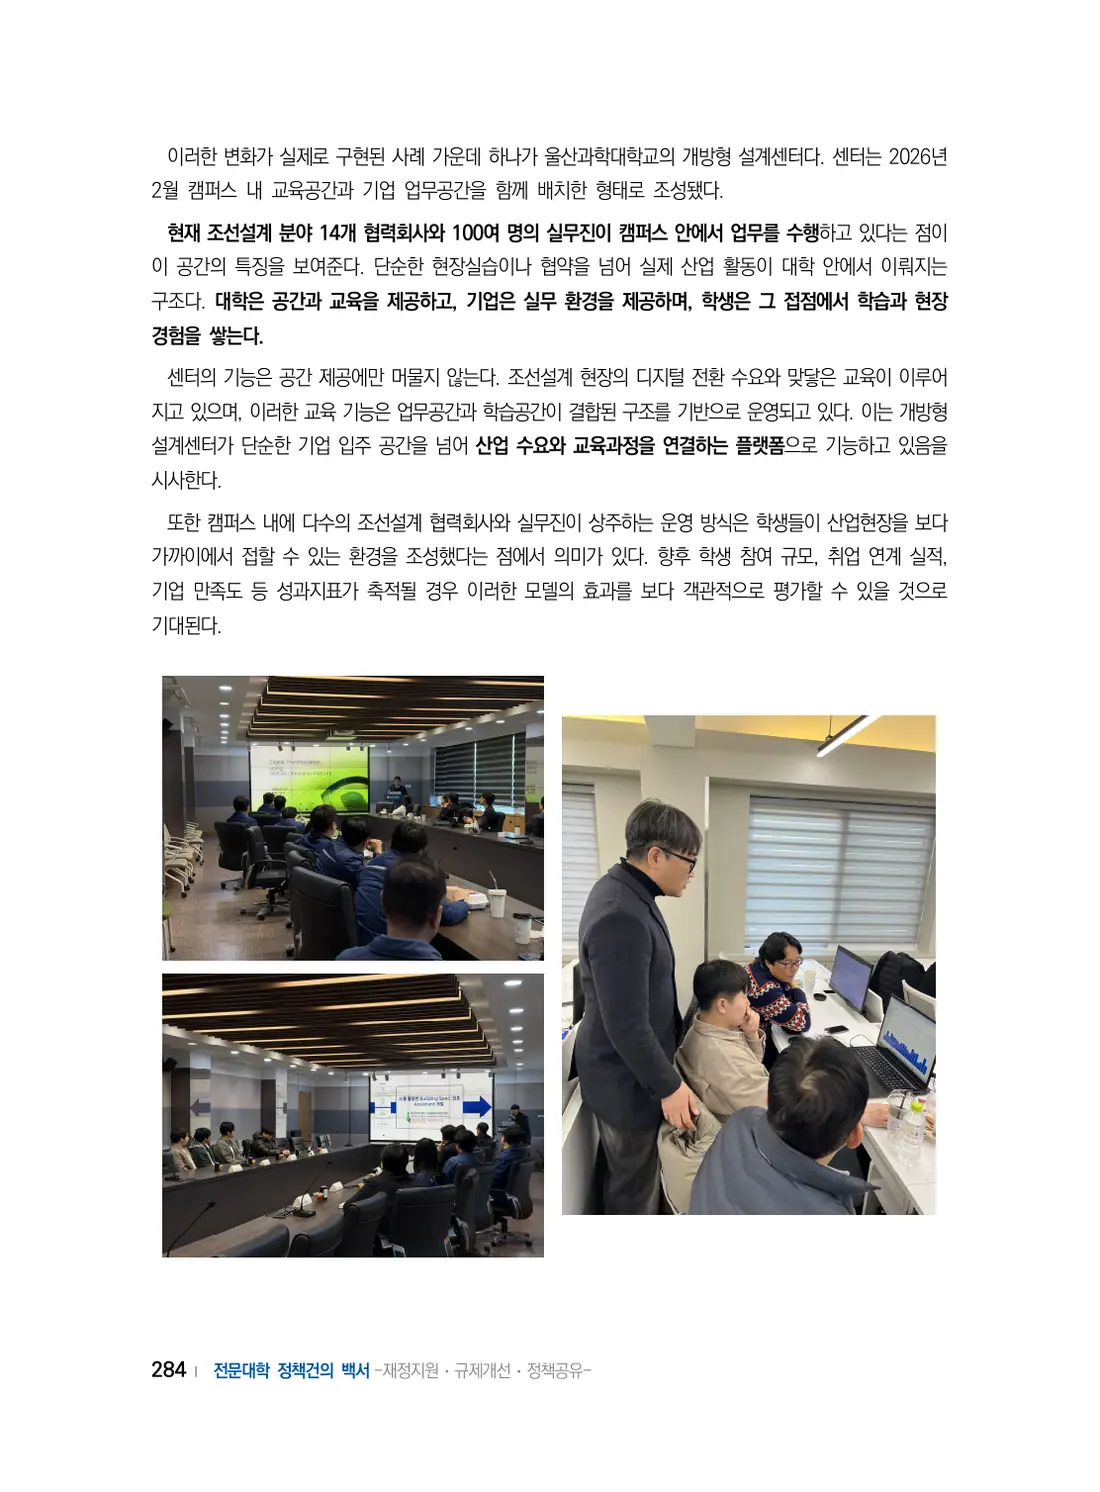 이러한 변화가 실제로 구현된 사례 가운데 하나가 울산과학대학교의 개방형 설계센터다. 센터는 2026년
2월 캠퍼스 내 교육공간과 기업 업무공간을 함께 배치한 형태로 조성됐다.
현재 조선설계 분야 14개 협력회사와 100여 명의 실무진이 캠퍼스 안에서 업무를 수행하고 있다는 점이
이 공간의 특징을 보여준다. 단순한 현장실습이나 협약을 넘어 실제 산업 활동이 대학 안에서 이뤄지는
구조다. 대학은 공간과 교육을 제공하고, 기업은 실무 환경을 제공하며, 학생은 그 접점에서 학습과 현장
경험을 쌓는다.
센터의 기능은 공간 제공에만 머물지 않는다. 조선설계 현장의 디지털 전환 수요와 맞닿은 교육이 이루어
지고 있으며, 이러한 교육 기능은 업무공간과 학습공간이 결합된 구조를 기반으로 운영되고 있다. 이는 개방형
설계센터가 단순한 기업 입주 공간을 넘어 산업 수요와 교육과정을 연결하는 플랫폼으로 기능하고 있음을
시사한다.
또한 캠퍼스 내에 다수의 조선설계 협력회사와 실무진이 상주하는 운영 방식은 학생들이 산업현장을 보다
가까이에서 접할 수 있는 환경을 조성했다는 점에서 의미가 있다. 향후 학생 참여 규모, 취업 연계 실적,
기업 만족도 등 성과지표가 축적될 경우 이러한 모델의 효과를 보다 객관적으로 평가할 수 있을 것으로
기대된다.
Digital Transformation
using
Building Spec. 검증
Assistant 개발
284 | 전문대학 정책건의 백서 -재정지원·규제개선·정책공유-